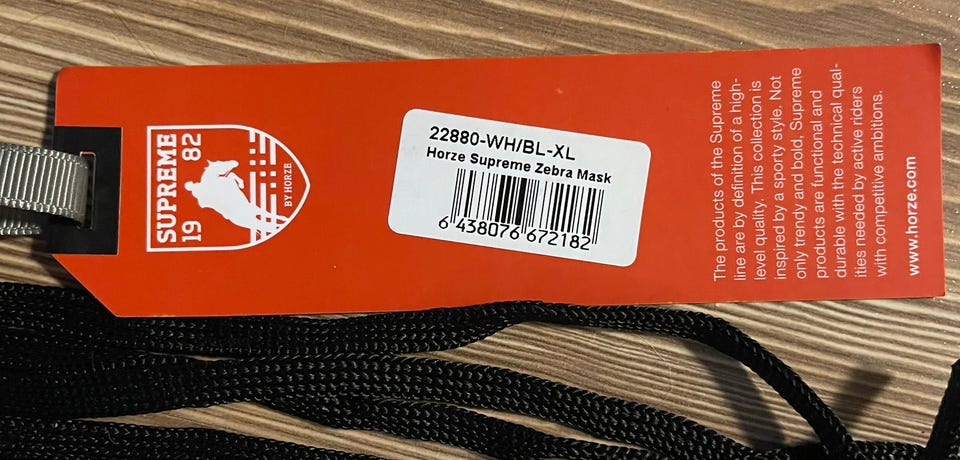 SUPREME
19 82
BY HORZE
22880-WH/BL-XL
Horze Supreme Zebra Mask
6 438076 672182
The products of the Supreme
line are by definition of a high-
level quality. This collection is
inspired by a sporty style. Not
only trendy and bold, Supreme
products are functional and
durable with the technical qual-
ities needed by active riders
with competitive ambitions.
www.horze.com